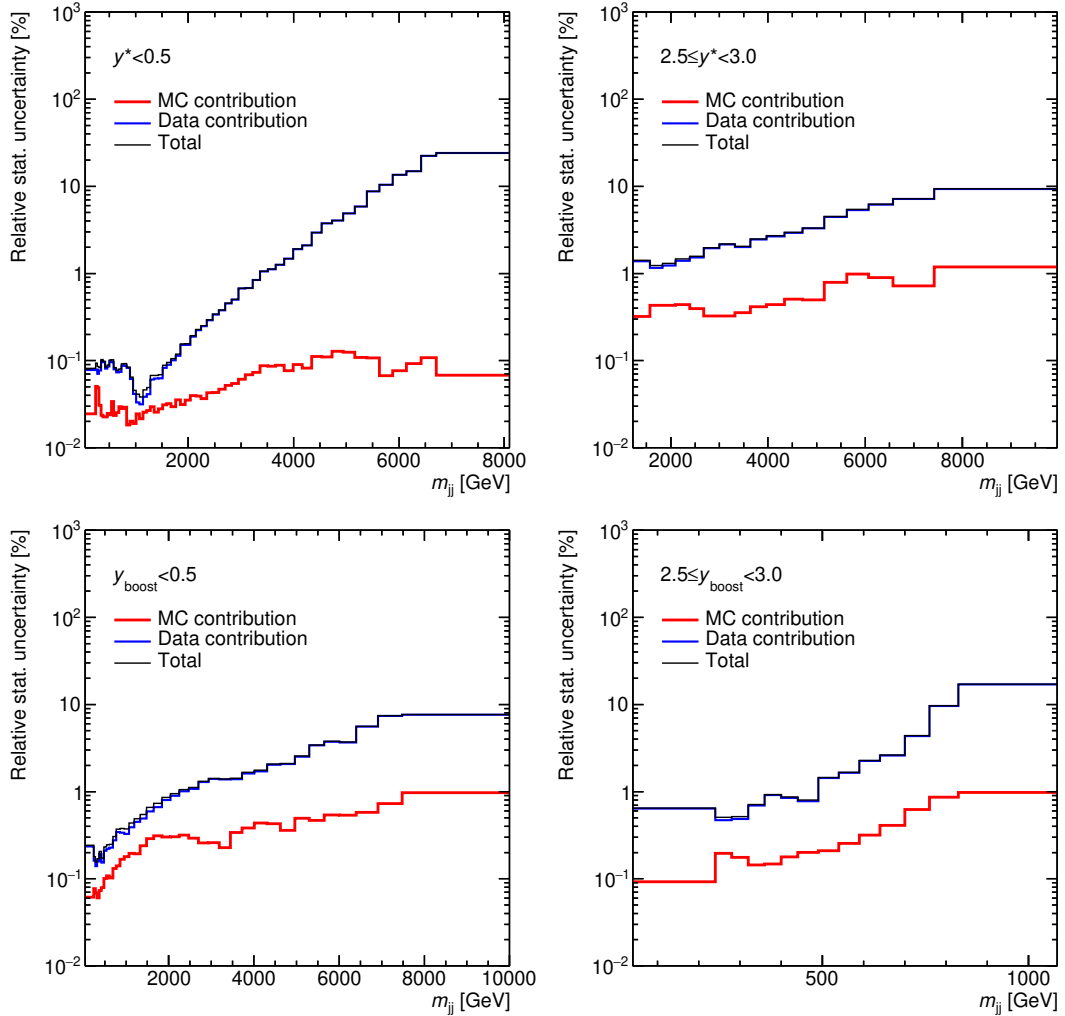 Relative stat. uncertainty [%]
10³
10²
10
1
10⁻¹
10⁻²
y*<0.5
MC contribution
Data contribution
Total
2000 4000 6000 8000
m_jj [GeV]
Relative stat. uncertainty [%]
10³
10²
10
1
10⁻¹
10⁻²
2.5≤y*<3.0
MC contribution
Data contribution
Total
2000 4000 6000 8000
m_jj [GeV]
Relative stat. uncertainty [%]
10³
10²
10
1
10⁻¹
10⁻²
y_boost<0.5
MC contribution
Data contribution
Total
2000 4000 6000 8000 10000
m_jj [GeV]
Relative stat. uncertainty [%]
10³
10²
10
1
10⁻¹
10⁻²
2.5≤y_boost<3.0
MC contribution
Data contribution
Total
500 1000
m_jj [GeV]